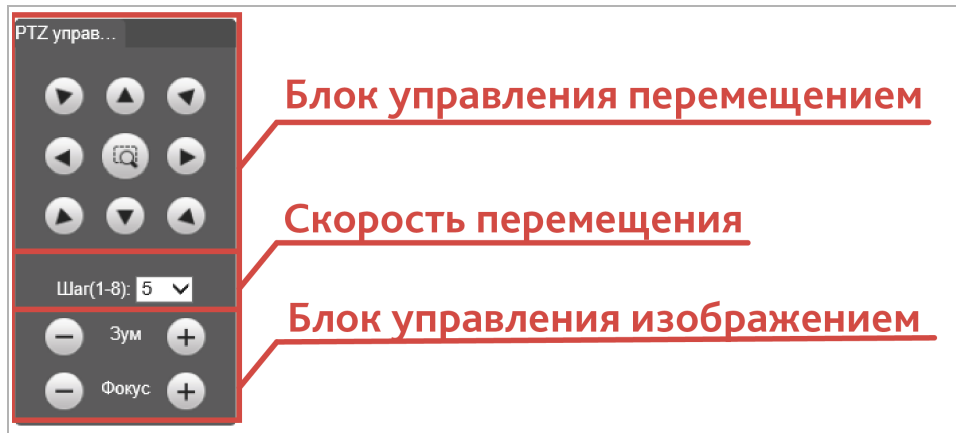 PTZ управ...
Блок управления перемещением
Скорость перемещения
Шаг(1-8): 5
Блок управления изображением
Зум
Фокус